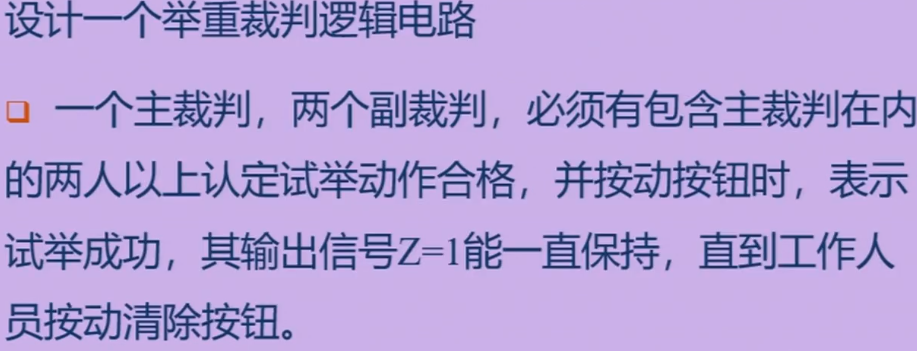 设计一个举重裁判逻辑电路
一个主裁判，两个副裁判，必须有包含主裁判在内
的两人以上认定试举动作合格，并按动按钮时，表示
试举成功，其输出信号Z=1能一直保持，直到工作人
员按动清除按钮。